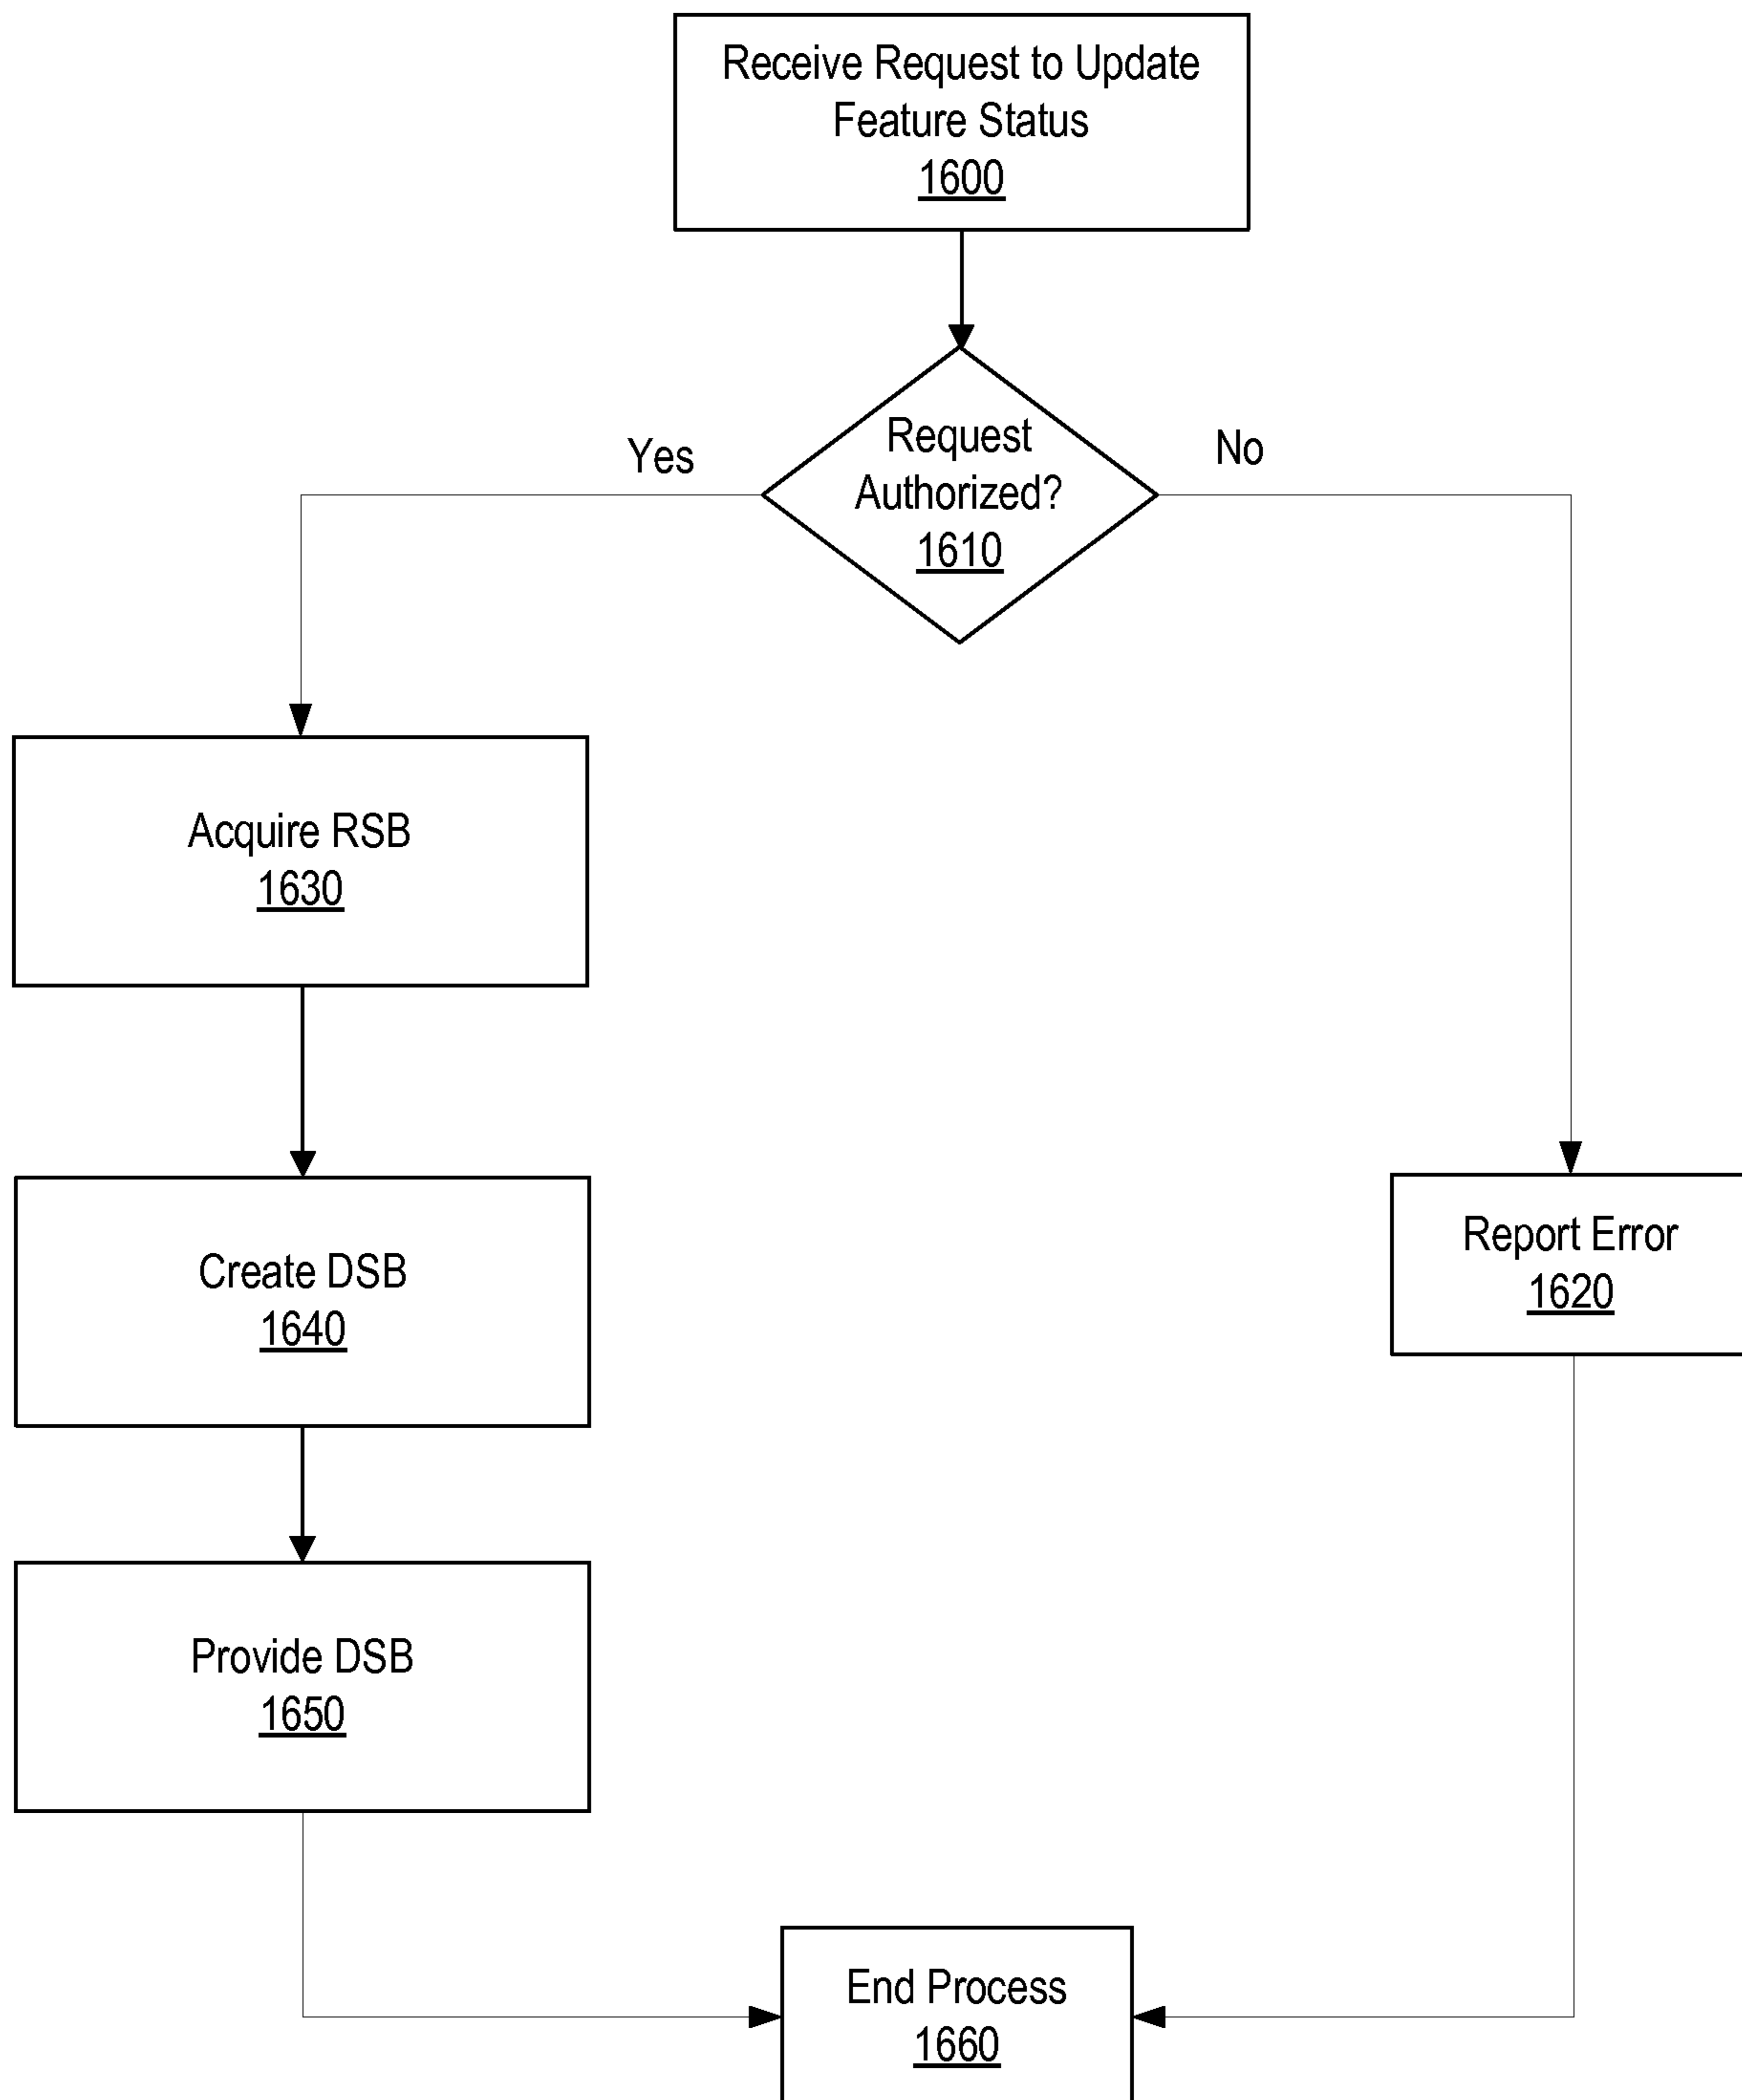 Receive Request to Update
Feature Status
1600
Request
Authorized?
1610
Yes
No
Acquire RSB
1630
Create DSB
1640
Report Error
1620
Provide DSB
1650
End Process
1660